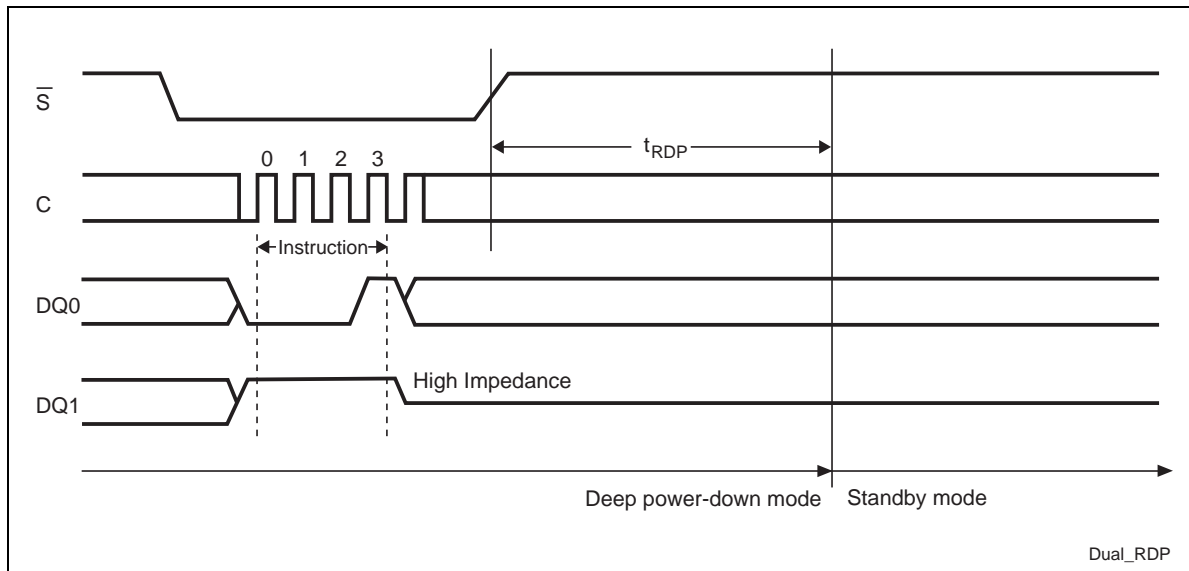 S̅
t_RDP
0 1 2 3
C
Instruction
DQ0
High Impedance
DQ1
Deep power-down mode Standby mode
Dual_RDP